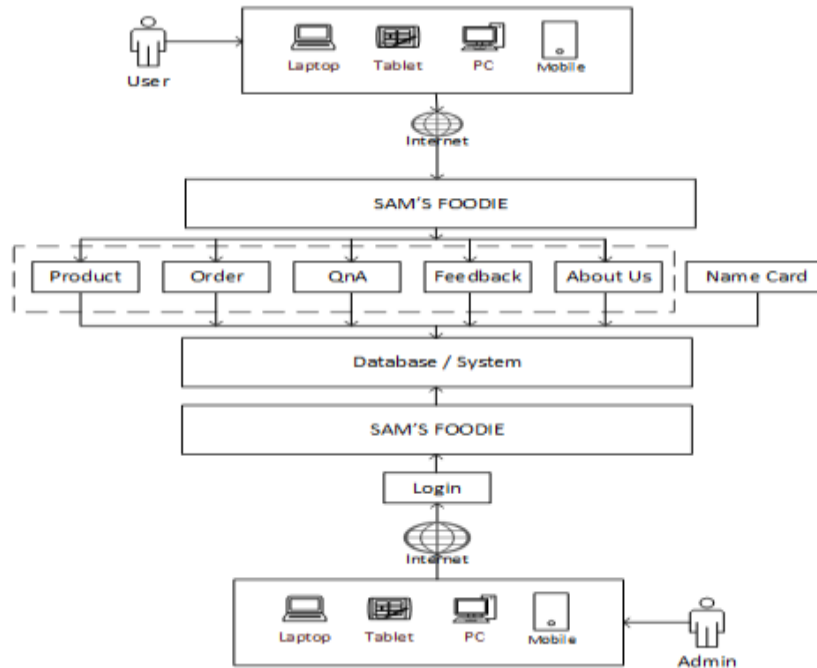 Laptop Tablet PC Mobile
User
Internet
SAM'S FOODIE
Product Order QnA Feedback About Us Name Card
Database / System
SAM'S FOODIE
Login
Internet
Laptop Tablet PC Mobile
Admin